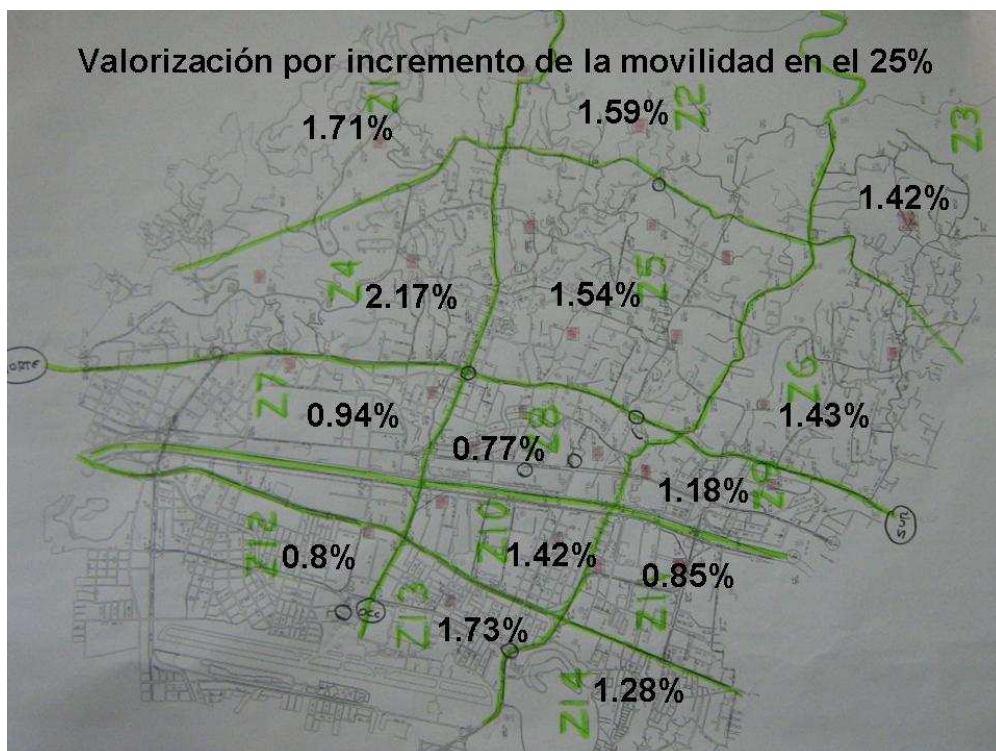 Valorización por incremento de la movilidad en el 25%
Z1
1.71%
Z2
1.59%
Z3
1.42%
Z4
2.17%
Z5
1.54%
Z6
1.43%
Z7
0.94%
Z8
0.77%
Z9
1.18%
Z10
1.42%
Z11
0.85%
Z12
0.8%
Z13
1.73%
Z14
1.28%
SUR
OCC